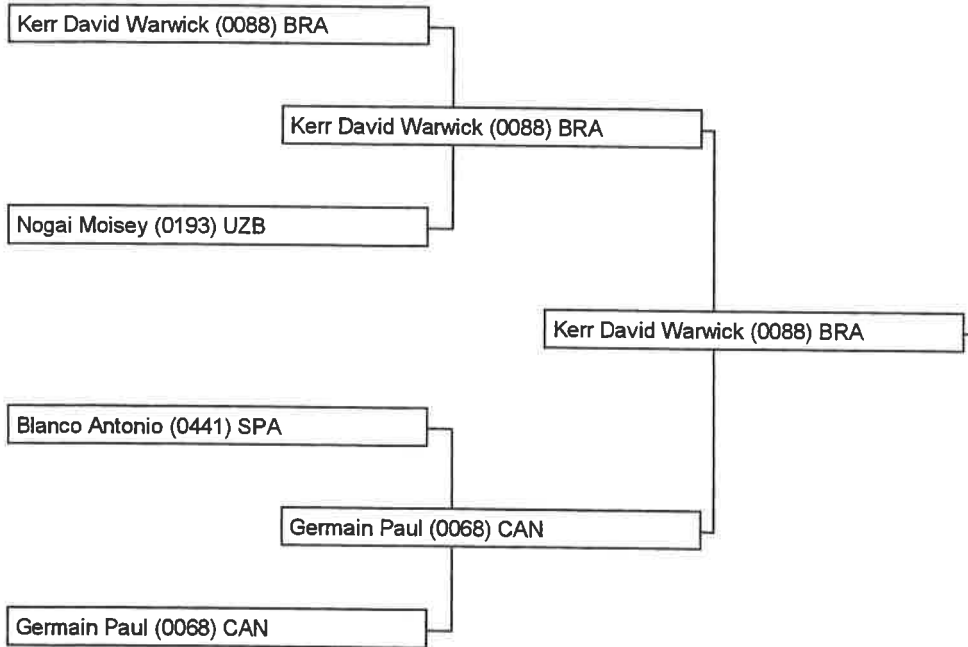 Kerr David Warwick (0088) BRA
Kerr David Warwick (0088) BRA
Nogai Moisey (0193) UZB
Kerr David Warwick (0088) BRA
Blanco Antonio (0441) SPA
Germain Paul (0068) CAN
Germain Paul (0068) CAN